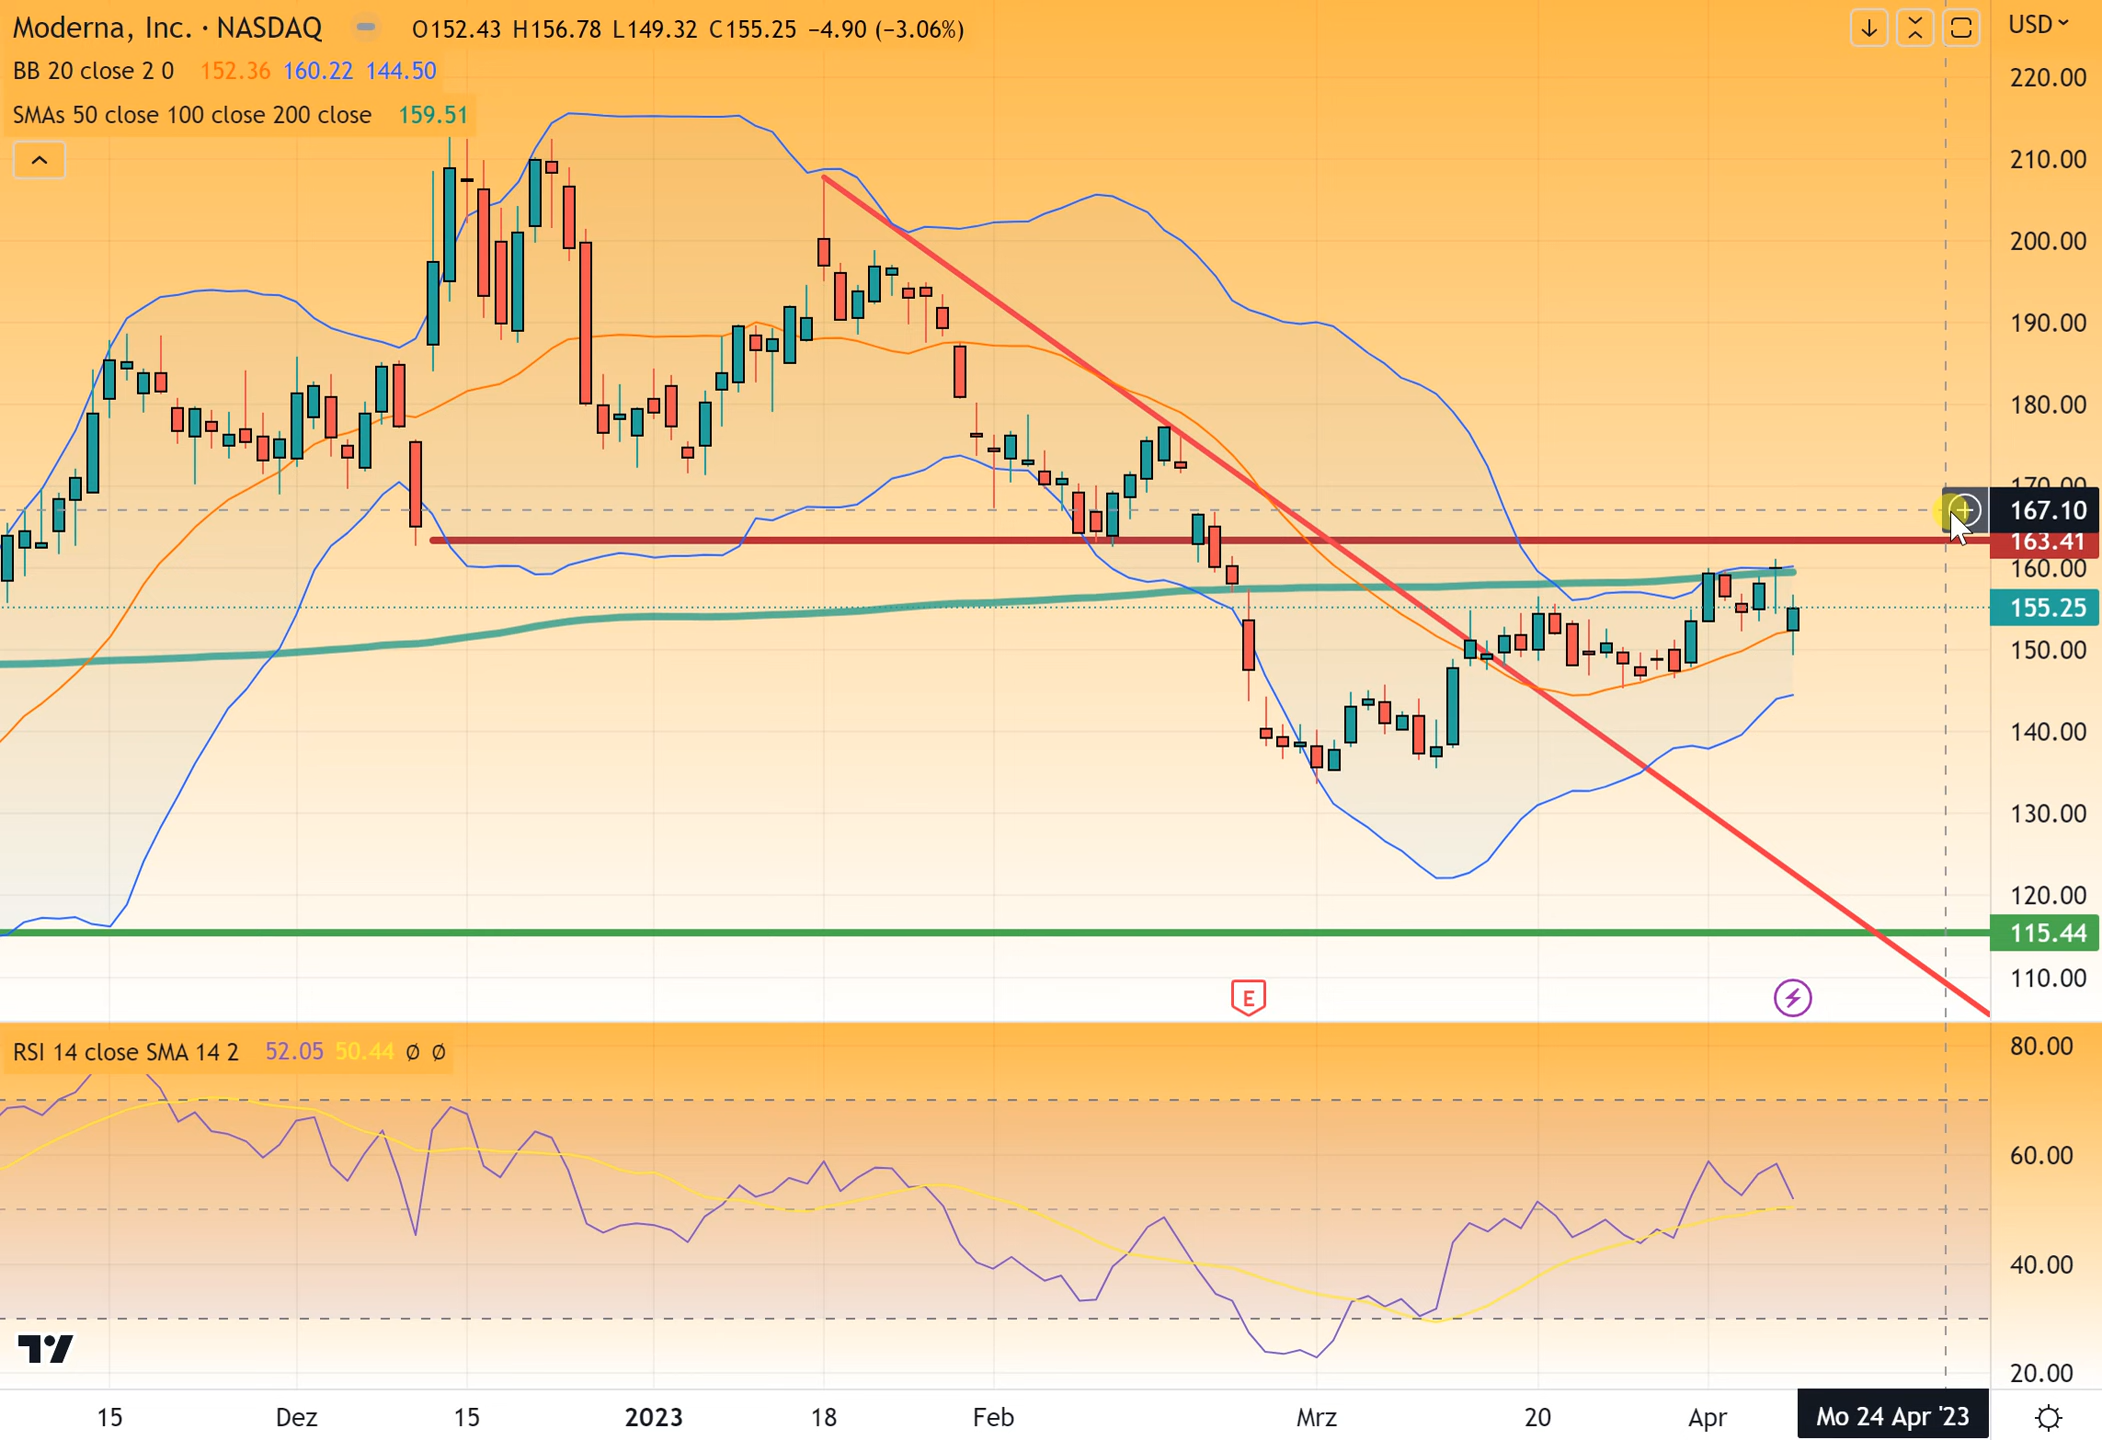 Moderna, Inc. · NASDAQ O152.43 H156.78 L149.32 C155.25 −4.90 (−3.06%)
USD
BB 20 close 2 0 152.36 160.22 144.50
SMAs 50 close 100 close 200 close 159.51
220.00
210.00
200.00
190.00
180.00
170.00
167.10
163.41
160.00
155.25
150.00
140.00
130.00
120.00
115.44
110.00
E
RSI 14 close SMA 14 2 52.05 50.44 Ø Ø
80.00
60.00
40.00
20.00
15 Dez 15 2023 18 Feb Mrz 20 Apr Mo 24 Apr '23